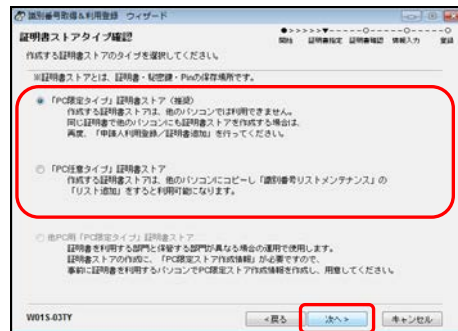 識別番号取得&利用登録 ウィザード
証明書ストアタイプ確認
●>>>>>▼------○------○------○
開始 証明書指定 証明書確認 情報入力 登録
作成する証明書ストアのタイプを選択してください。
※証明書ストアとは、証明書・秘密鍵・Pinの保存場所です。
「PC限定タイプ」証明書ストア（推奨）
作成する証明書ストアは、他のパソコンでは利用できません。
同じ証明書で他のパソコンにも証明書ストアを作成する場合は、
再度、「申請人利用登録／証明書追加」を行ってください。
「PC任意タイプ」証明書ストア
作成する証明書ストアは、他のパソコンにコピーし「識別番号リストメンテナンス」の
「リスト追加」をすると利用可能になります。
他PC用「PC限定タイプ」証明書ストア
証明書を利用する部門と保管する部門が異なる場合の運用で使用します。
証明書ストアの作成に、「PC限定ストア作成情報」が必要ですので、
事前に証明書を利用するパソコンでPC限定ストア作成情報を作成し、用意してください。
W01S-03TY
<戻る
次へ>
キャンセル